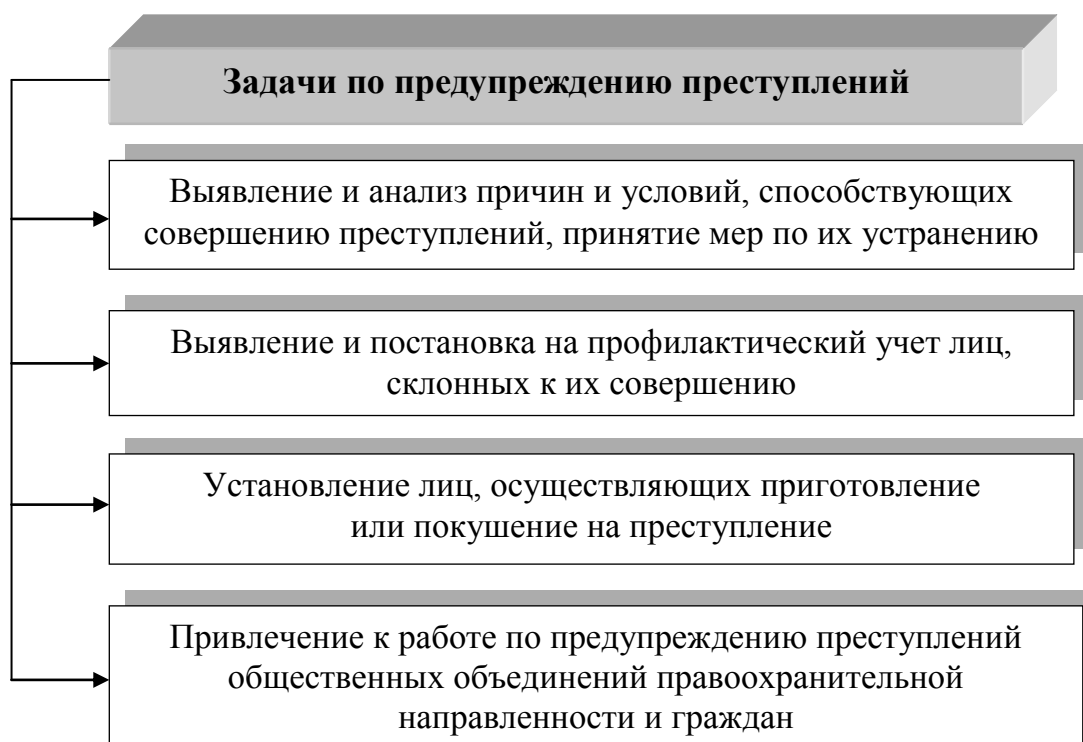 Задачи по предупреждению преступлений
Выявление и анализ причин и условий, способствующих
совершению преступлений, принятие мер по их устранению
Выявление и постановка на профилактический учет лиц,
склонных к их совершению
Установление лиц, осуществляющих приготовление
или покушение на преступление
Привлечение к работе по предупреждению преступлений
общественных объединений правоохранительной
направленности и граждан